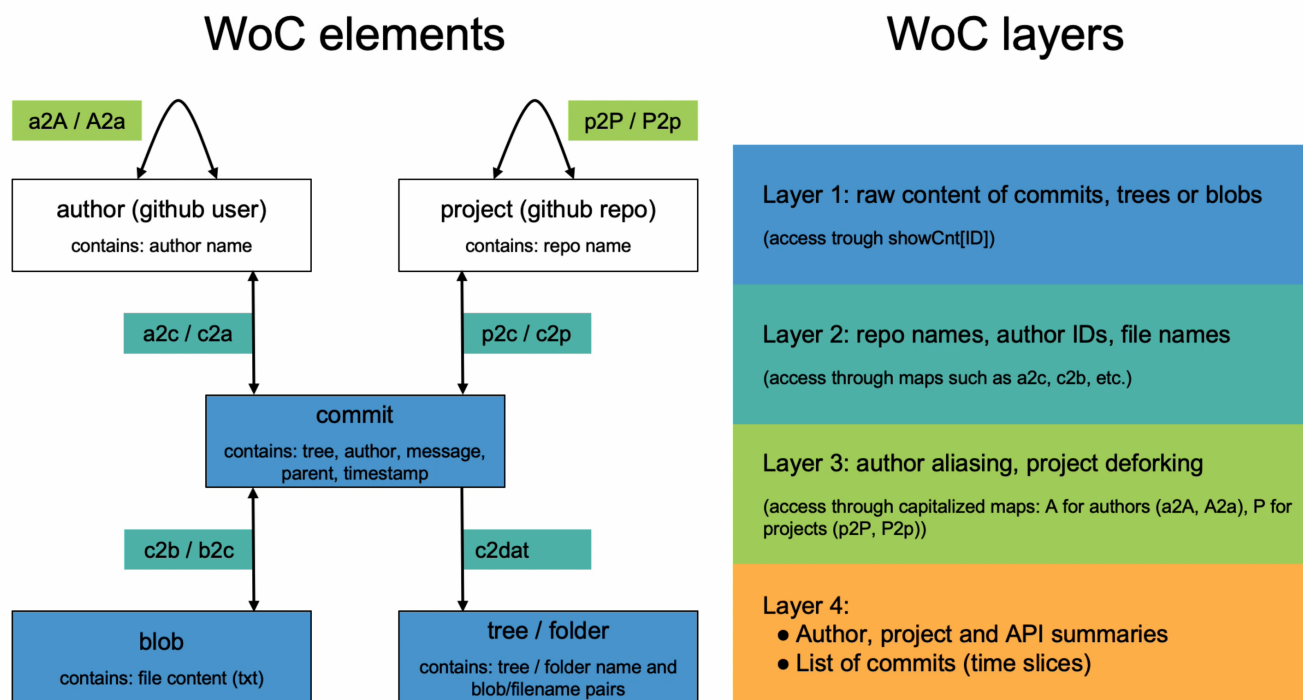 WoC elements
a2A / A2a
p2P / P2p
author (github user)
contains: author name
project (github repo)
contains: repo name
a2c / c2a
p2c / c2p
commit
contains: tree, author, message,
parent, timestamp
c2b / b2c
c2dat
blob
contains: file content (txt)
tree / folder
contains: tree / folder name and
blob/filename pairs
WoC layers
Layer 1: raw content of commits, trees or blobs
(access trough showCnt[ID])
Layer 2: repo names, author IDs, file names
(access through maps such as a2c, c2b, etc.)
Layer 3: author aliasing, project deforking
(access through capitalized maps: A for authors (a2A, A2a), P for
projects (p2P, P2p))
Layer 4:
● Author, project and API summaries
● List of commits (time slices)